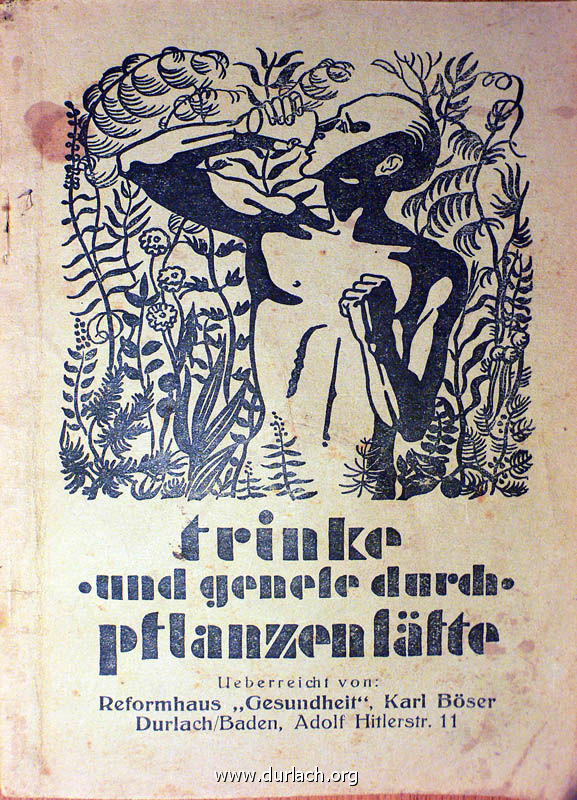 trinke
·und geneſe durch·
pflanzenſäfte
Ueberreicht von:
Reformhaus „Gesundheit“, Karl Böser
Durlach/Baden, Adolf Hitlerstr. 11
www.durlach.org